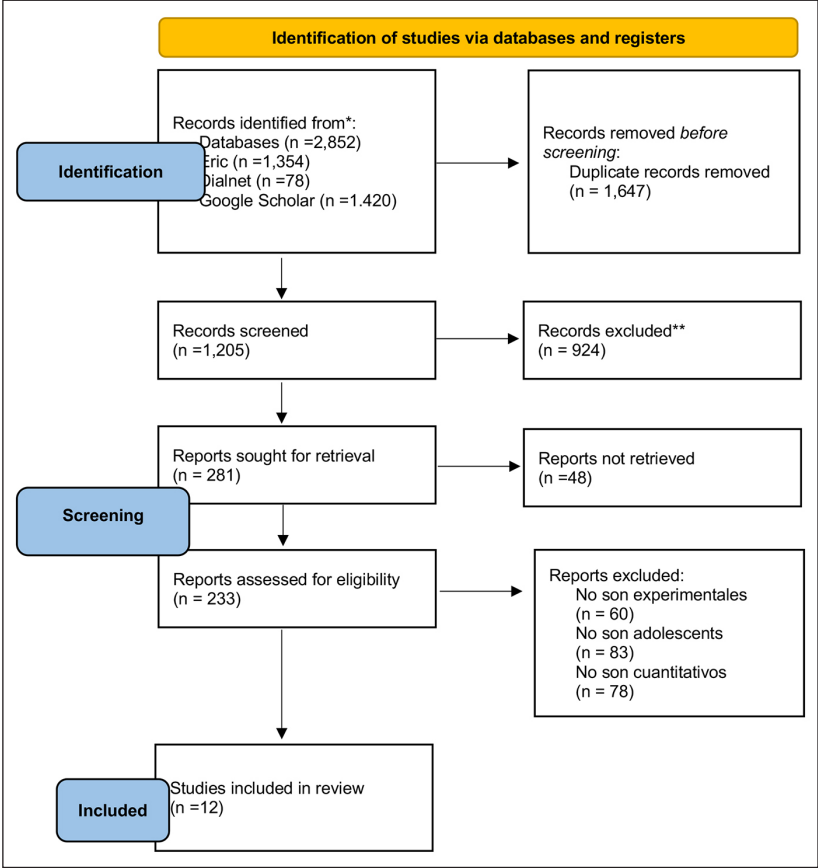 Identification of studies via databases and registers
Identification
Records identified from*:
Databases (n =2,852)
Eric (n =1,354)
Dialnet (n =78)
Google Scholar (n =1.420)
Records removed before
screening:
Duplicate records removed
(n = 1,647)
Records screened
(n =1,205)
Records excluded**
(n = 924)
Screening
Reports sought for retrieval
(n = 281)
Reports not retrieved
(n =48)
Reports assessed for eligibility
(n = 233)
Reports excluded:
No son experimentales
(n = 60)
No son adolescents
(n = 83)
No son cuantitativos
(n = 78)
Included
Studies included in review
(n =12)